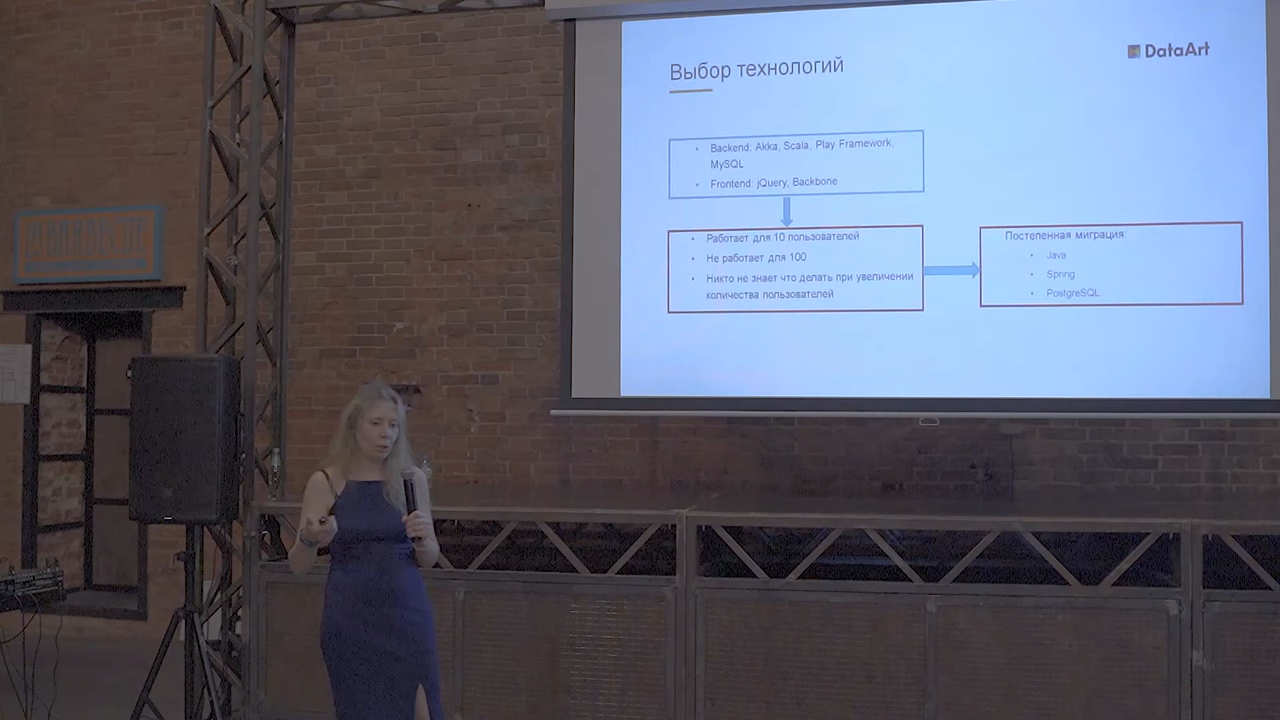 Выбор технологий
DataArt
Backend: Akka, Scala, Play Framework,
MySQL
Frontend: jQuery, Backbone
Работает для 10 пользователей
Не работает для 100
Никто не знает что делать при увеличении
количества пользователей
Постепенная миграция:
Java
Spring
PostgreSQL